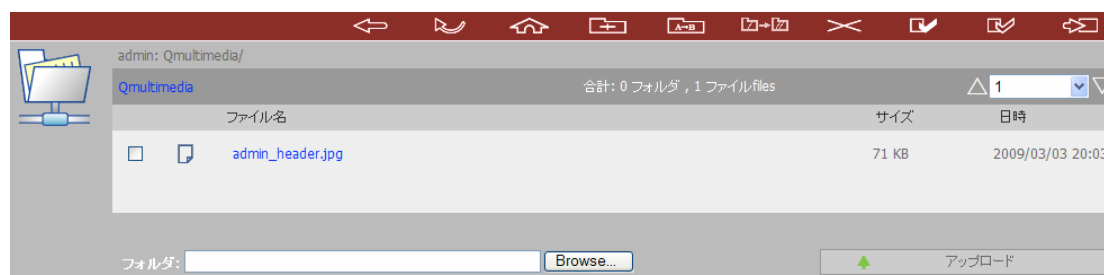 A→B
admin: Qmultimedia/
Qmultimedia 合計: 0 フォルダ , 1 ファイルfiles 1
ファイル名 サイズ 日時
admin_header.jpg 71 KB 2009/03/03 20:03
フォルダ: Browse... アップロード